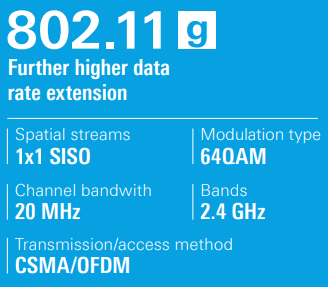 802.11 g
Further higher data
rate extension
Spatial streams
1x1 SISO
Modulation type
64QAM
Channel bandwith
20 MHz
Bands
2.4 GHz
Transmission/access method
CSMA/OFDM